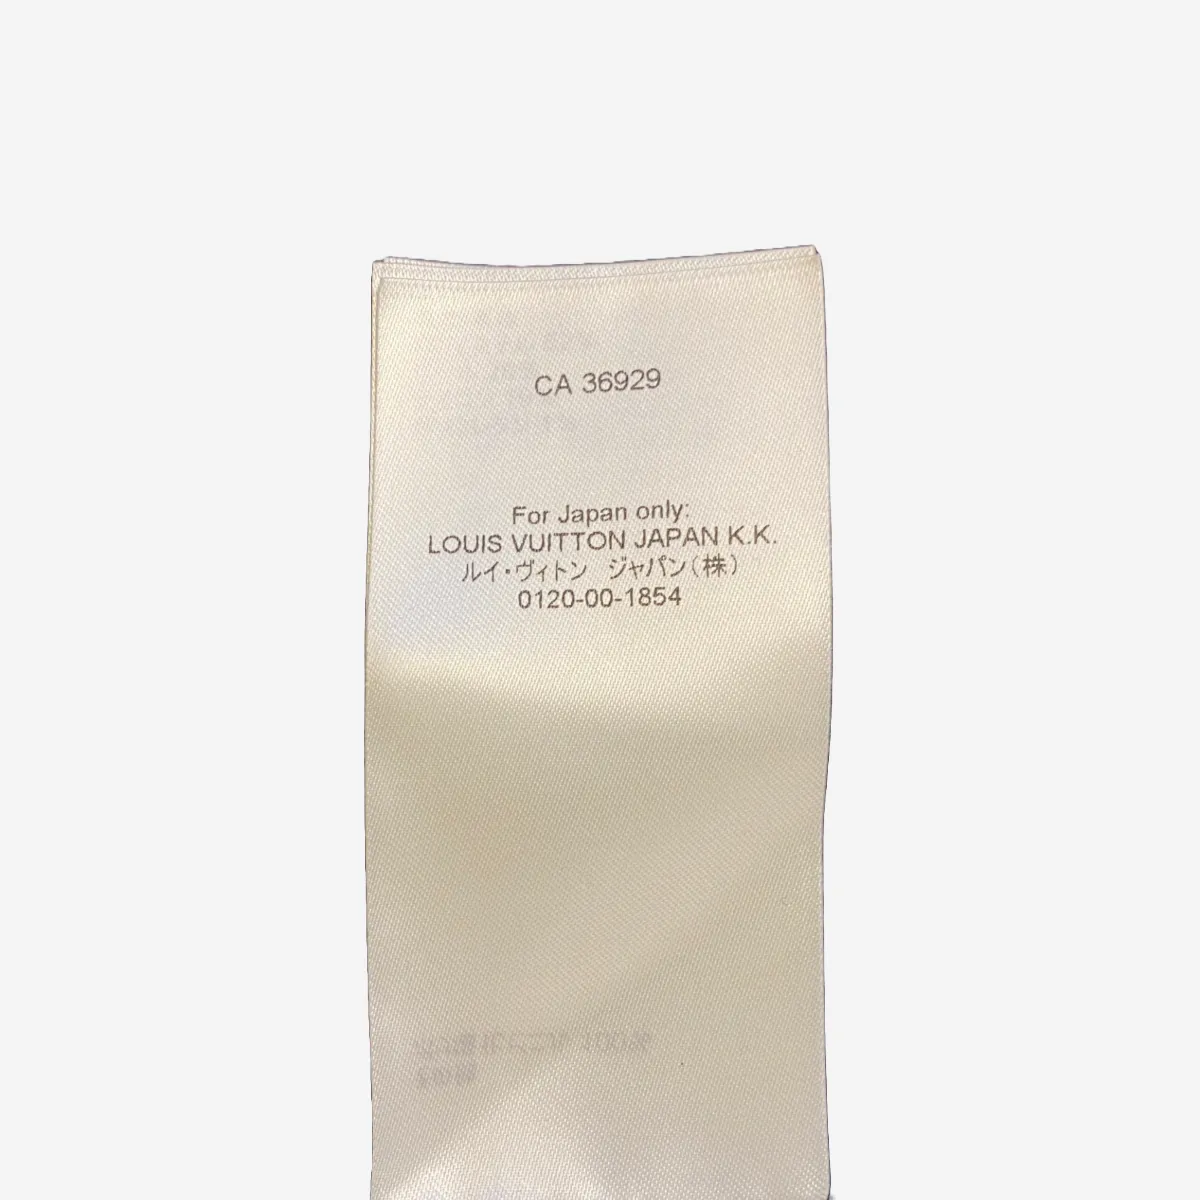 CA 36929
For Japan only:
LOUIS VUITTON JAPAN K.K.
ルイ・ヴィトン ジャパン(株)
0120-00-1854